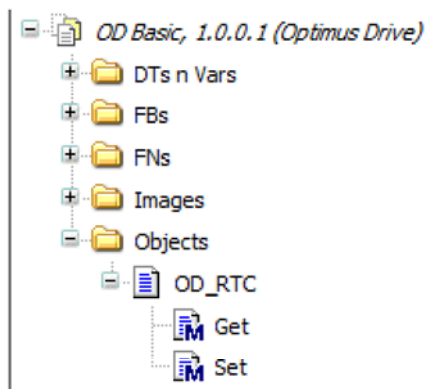 OD Basic, 1.0.0.1 (Optimus Drive)
DTs n Vars
FBs
FNs
Images
Objects
OD_RTC
Get
Set